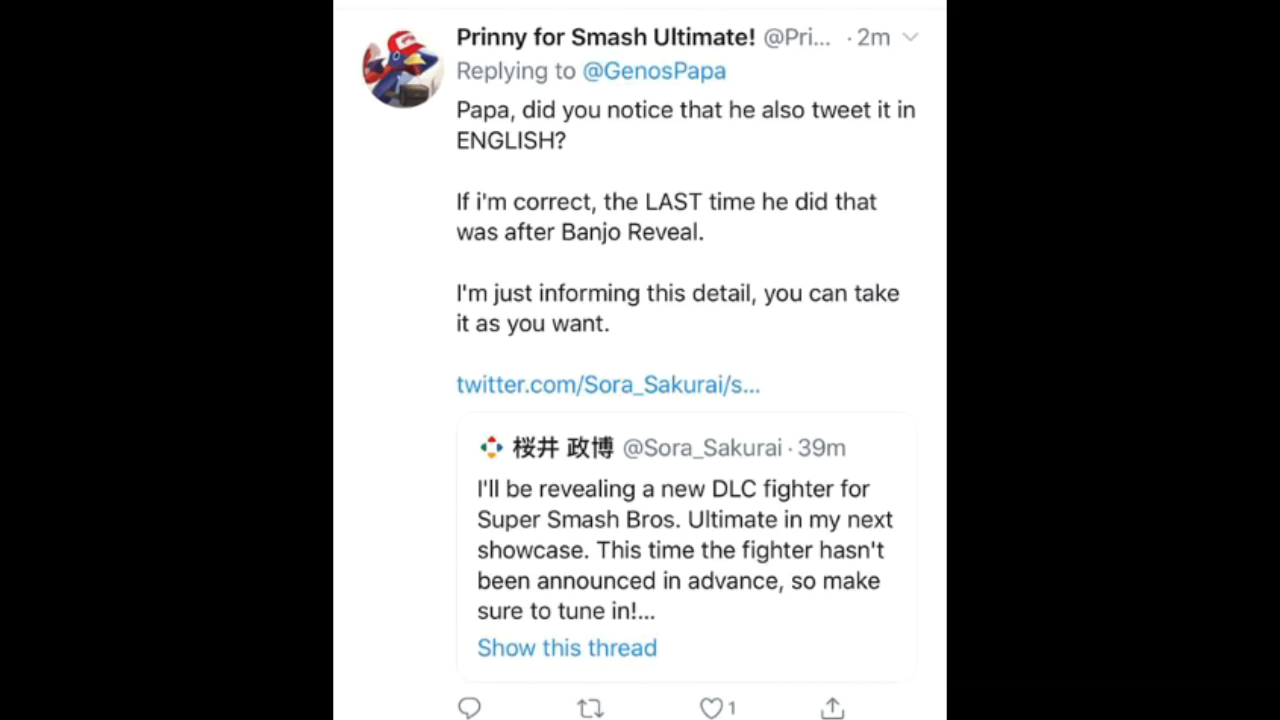 Prinny for Smash Ultimate! @Pri... · 2m
Replying to @GenosPapa
Papa, did you notice that he also tweet it in
ENGLISH?
If i'm correct, the LAST time he did that
was after Banjo Reveal.
I'm just informing this detail, you can take
it as you want.
twitter.com/Sora_Sakurai/s...
桜井 政博 @Sora_Sakurai · 39m
I'll be revealing a new DLC fighter for
Super Smash Bros. Ultimate in my next
showcase. This time the fighter hasn't
been announced in advance, so make
sure to tune in!...
Show this thread
1